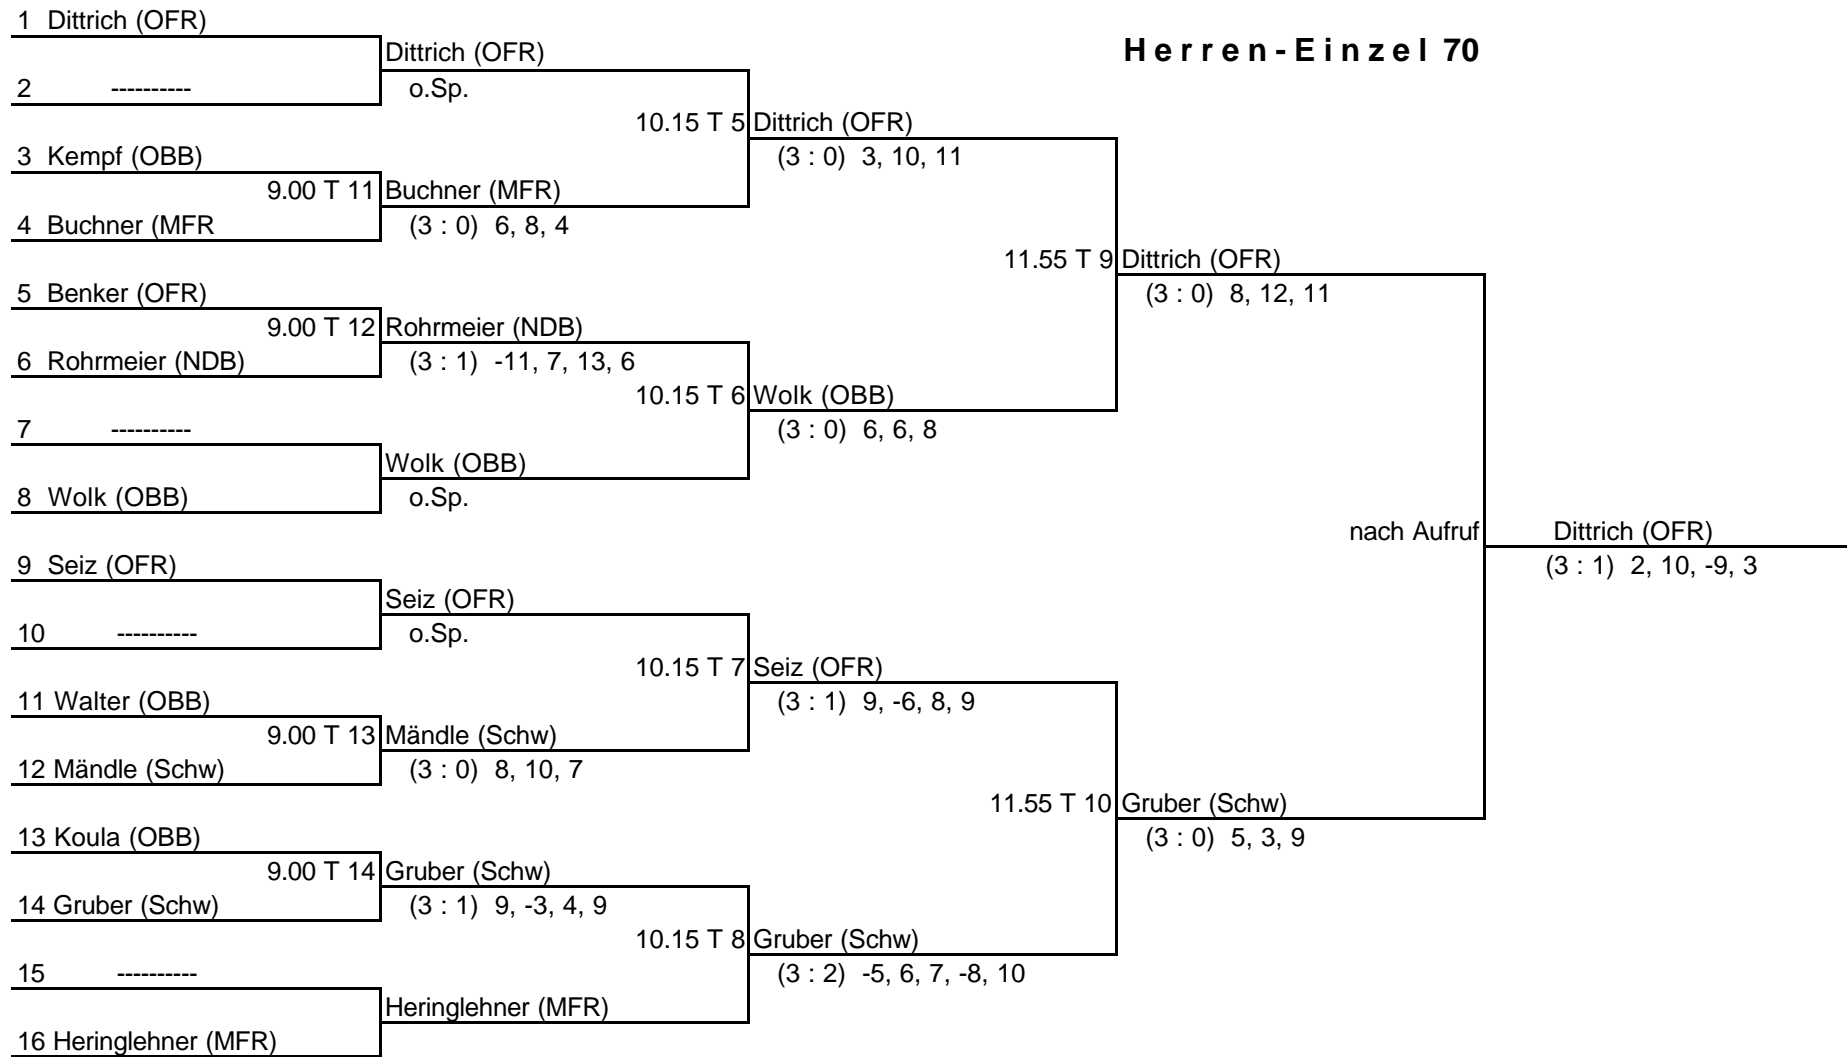 1 Dittrich (OFR)
Dittrich (OFR)
Herren-Einzel 70
2 ----------
o.Sp.
10.15 T 5 Dittrich (OFR)
3 Kempf (OBB)
(3 : 0) 3, 10, 11
9.00 T 11 Buchner (MFR)
4 Buchner (MFR
(3 : 0) 6, 8, 4
11.55 T 9 Dittrich (OFR)
5 Benker (OFR)
(3 : 0) 8, 12, 11
9.00 T 12 Rohrmeier (NDB)
6 Rohrmeier (NDB)
(3 : 1) -11, 7, 13, 6
10.15 T 6 Wolk (OBB)
7 ----------
(3 : 0) 6, 6, 8
Wolk (OBB)
8 Wolk (OBB)
o.Sp.
nach Aufruf Dittrich (OFR)
9 Seiz (OFR)
(3 : 1) 2, 10, -9, 3
Seiz (OFR)
10 ----------
o.Sp.
10.15 T 7 Seiz (OFR)
11 Walter (OBB)
(3 : 1) 9, -6, 8, 9
9.00 T 13 Mändle (Schw)
12 Mändle (Schw)
(3 : 0) 8, 10, 7
11.55 T 10 Gruber (Schw)
13 Koula (OBB)
(3 : 0) 5, 3, 9
9.00 T 14 Gruber (Schw)
14 Gruber (Schw)
(3 : 1) 9, -3, 4, 9
10.15 T 8 Gruber (Schw)
15 ----------
(3 : 2) -5, 6, 7, -8, 10
Heringlehner (MFR)
16 Heringlehner (MFR)